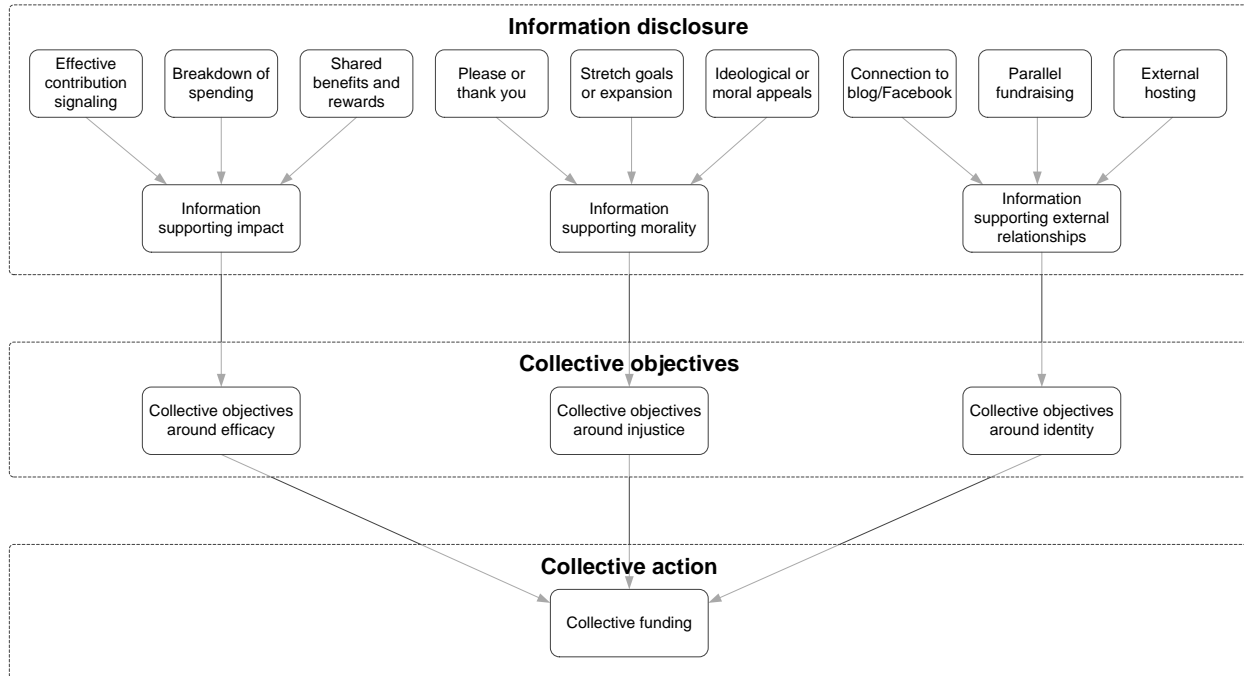 Information disclosure
Effective
contribution
signaling
Breakdown of
spending
Shared
benefits and
rewards
Please or
thank you
Stretch goals
or expansion
Ideological or
moral appeals
Connection to
blog/Facebook
Parallel
fundraising
External
hosting
Information
supporting impact
Information
supporting morality
Information
supporting external
relationships
Collective objectives
Collective objectives
around efficacy
Collective objectives
around injustice
Collective objectives
around identity
Collective action
Collective funding